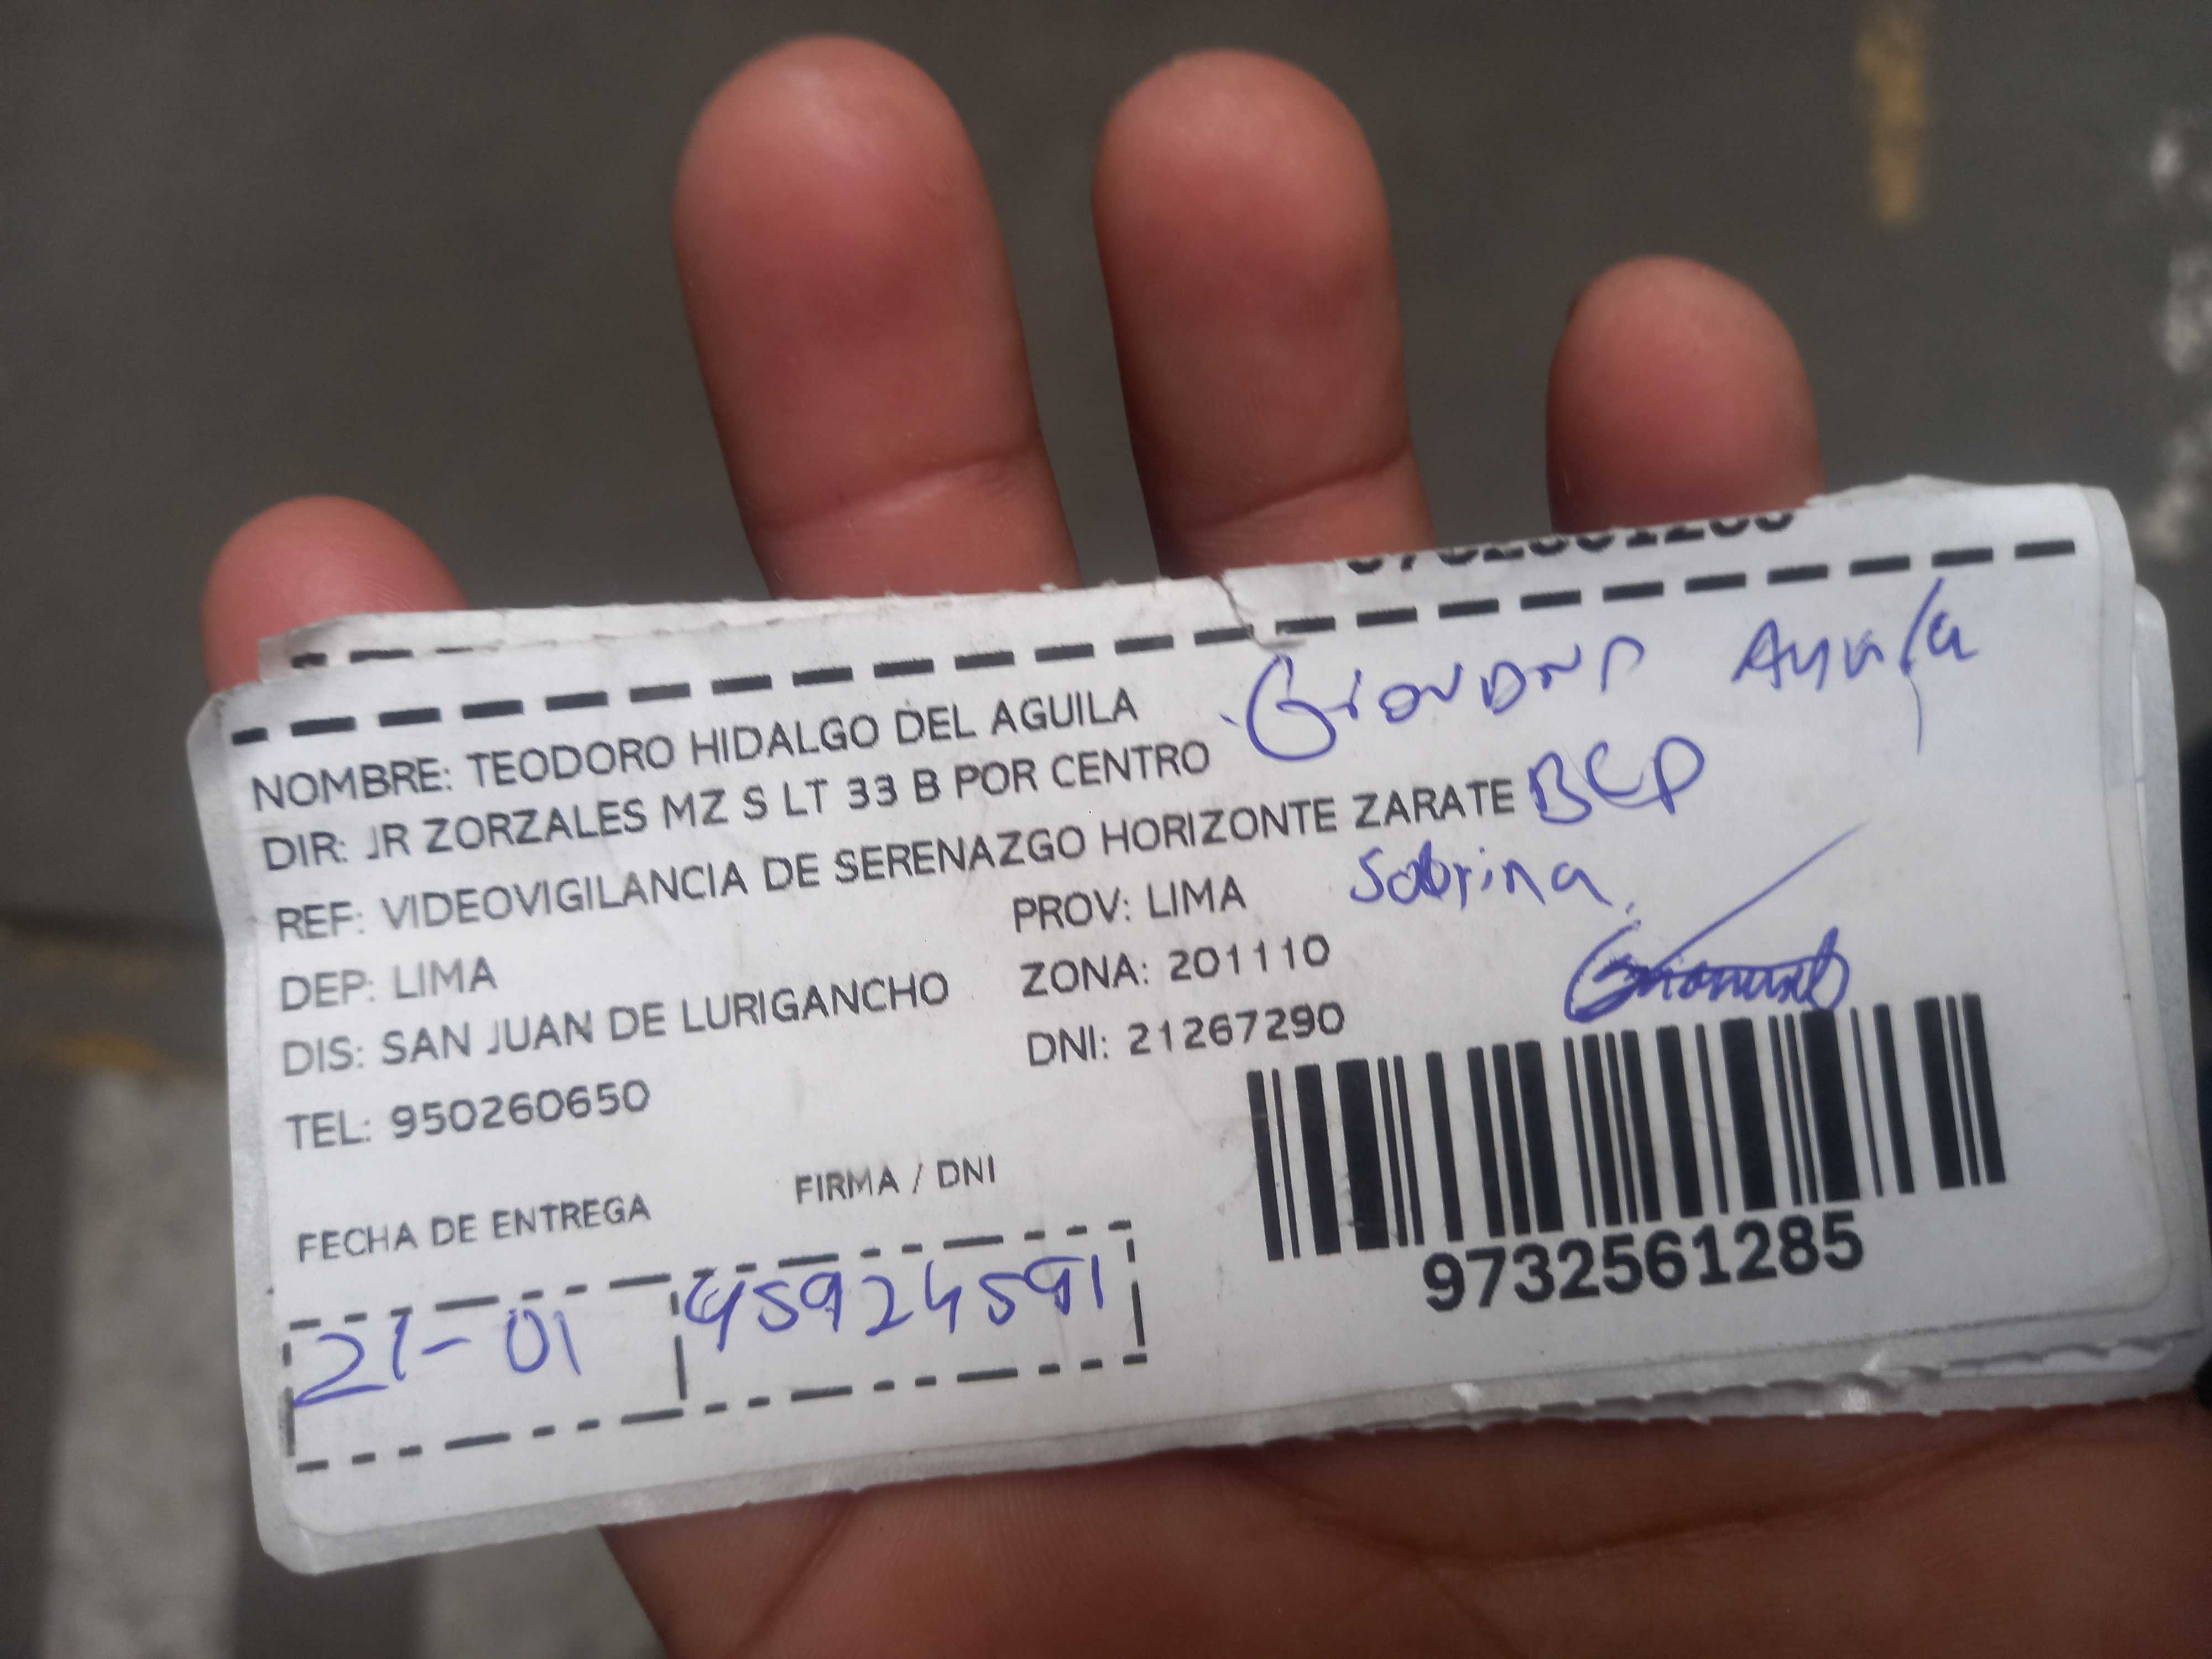 NOMBRE: TEODORO HIDALGO DEL AGUILA
DIR: JR ZORZALES MZ S LT 33 B POR CENTRO
REF: VIDEOVIGILANCIA DE SERENAZGO HORIZONTE ZARATE BCP
Sobrina
DEP: LIMA PROV: LIMA
DIS: SAN JUAN DE LURIGANCHO ZONA: 201110
TEL: 950260650 DNI: 21267290
FECHA DE ENTREGA FIRMA / DNI
21-01 45924591
9732561285